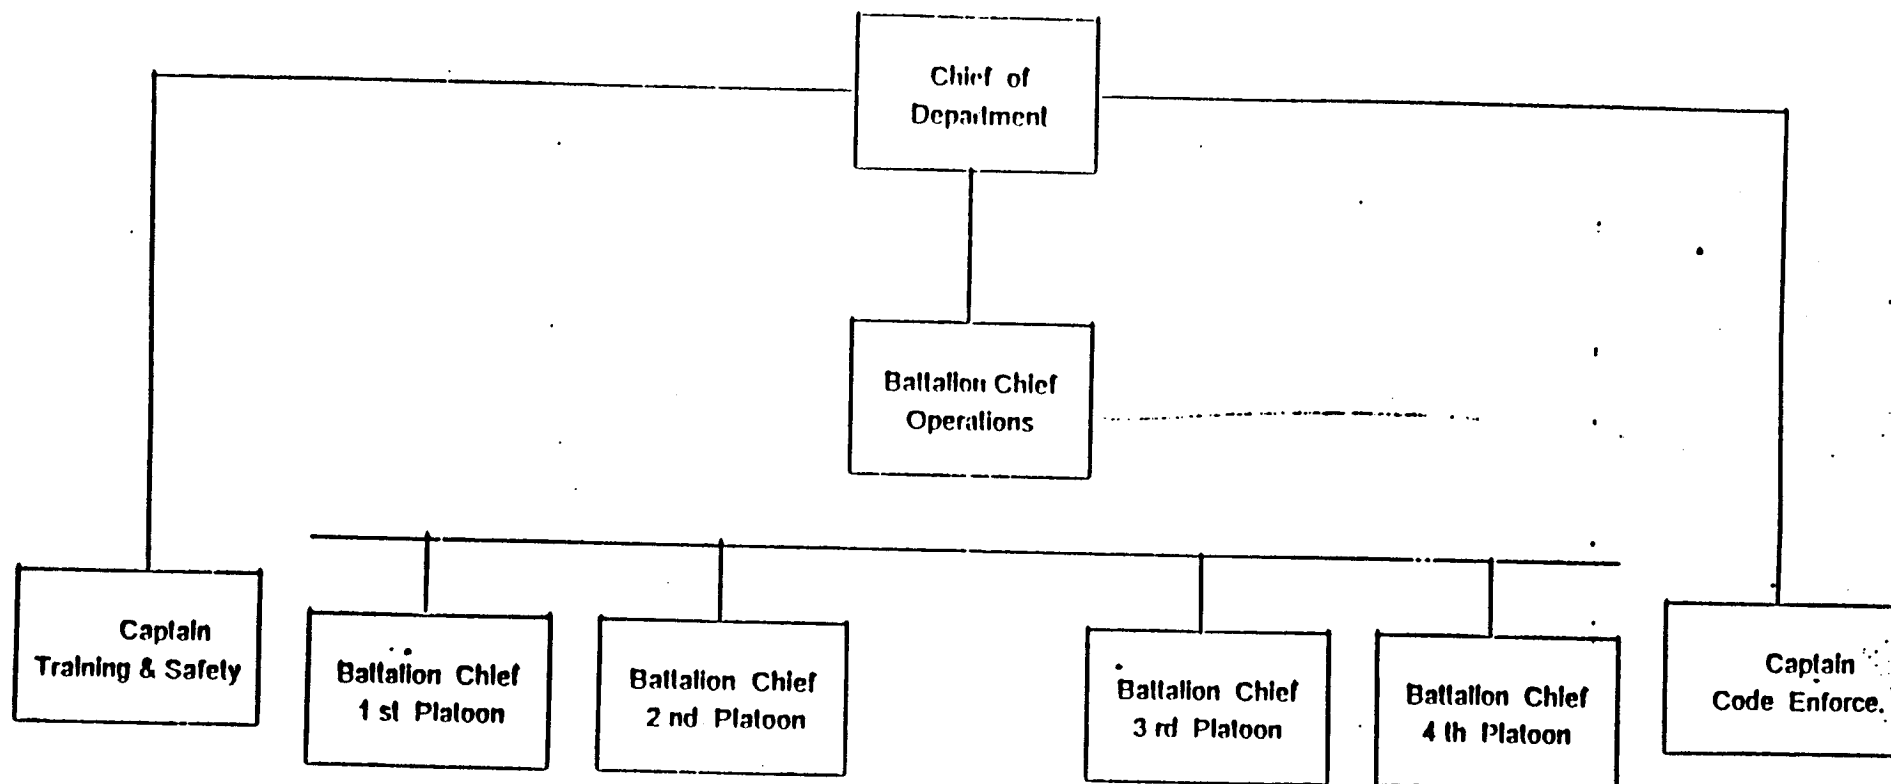 Chief of
Department
Battalion Chief
Operations
Captain
Training & Safety
Battalion Chief
1 st Platoon
Battalion Chief
2 nd Platoon
Battalion Chief
3 rd Platoon
Battalion Chief
4 th Platoon
Captain
Code Enforce.